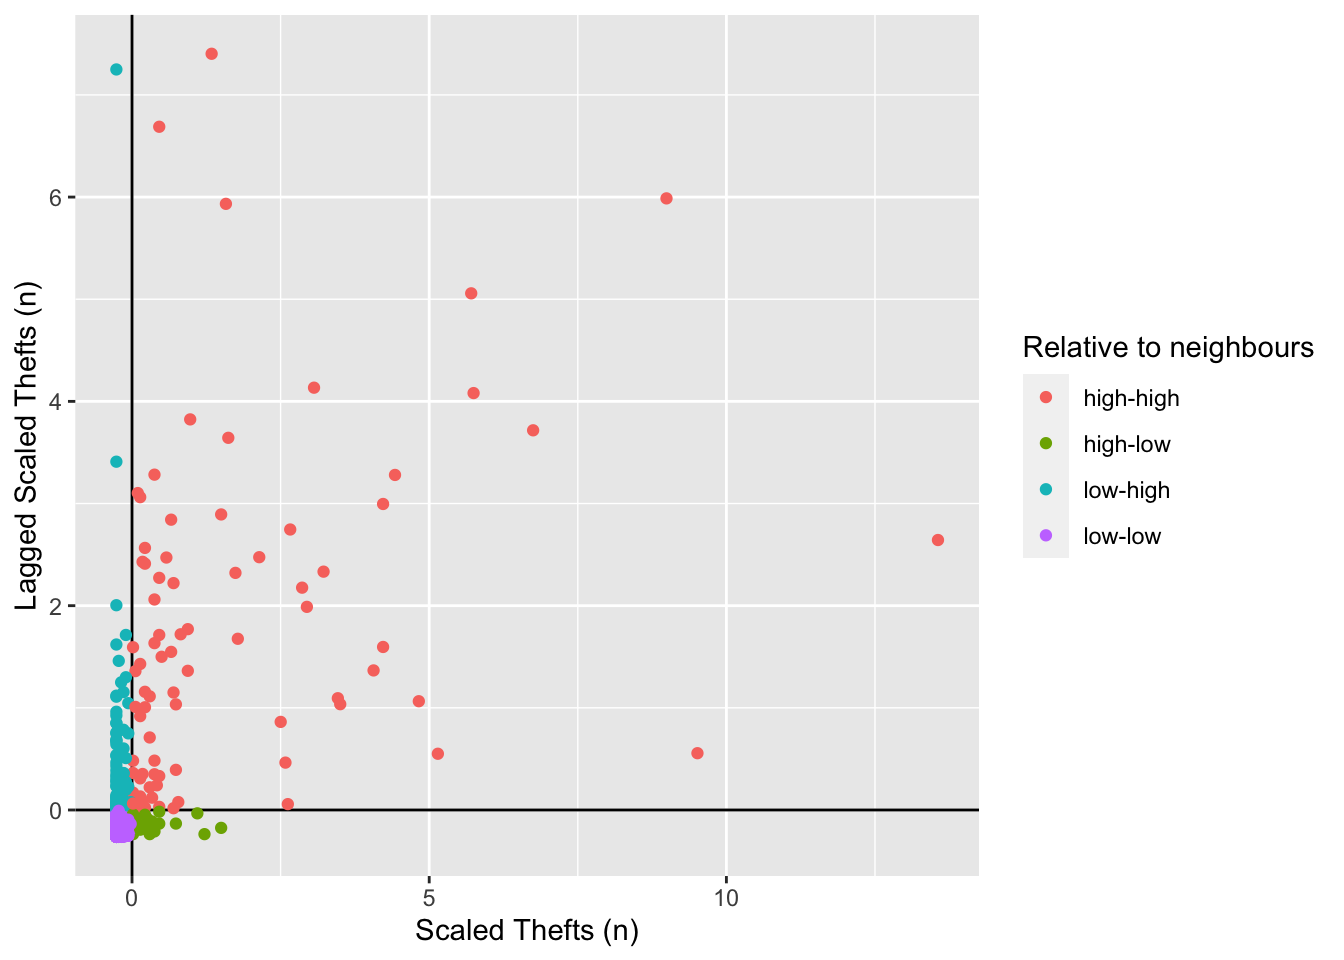 6
4
2
0
0
5
10
Lagged Scaled Thefts (n)
Scaled Thefts (n)
Relative to neighbours
high-high
high-low
low-high
low-low